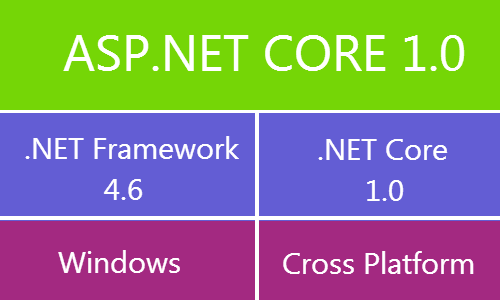 ASP.NET CORE 1.0
.NET Framework
4.6
.NET Core
1.0
Windows
Cross Platform